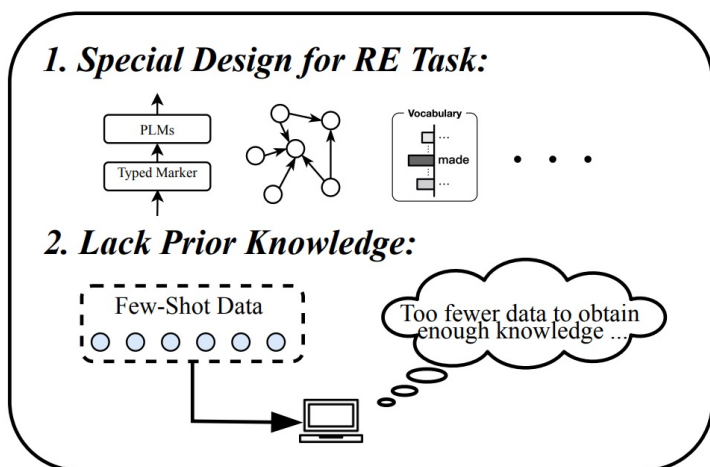 1. Special Design for RE Task:
PLMs
Typed Marker
Vocabulary
...
made
...
• • •
2. Lack Prior Knowledge:
Few-Shot Data
Too fewer data to obtain
enough knowledge ...